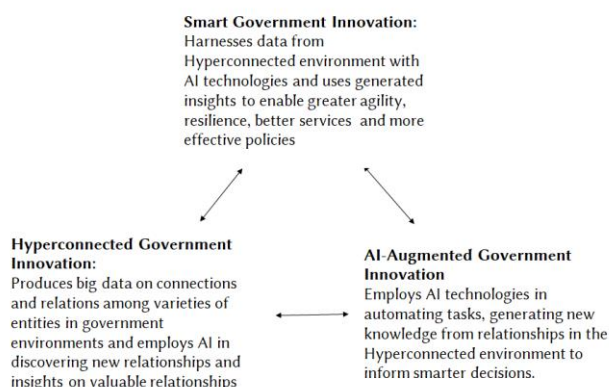 Smart Government Innovation:
Harnesses data from
Hyperconnected environment with
AI technologies and uses generated
insights to enable greater agility,
resilience, better services and more
effective policies
Hyperconnected Government
Innovation:
Produces big data on connections
and relations among varieties of
entities in government
environments and employs AI in
discovering new relationships and
insights on valuable relationships
AI-Augmented Government
Innovation
Employs AI technologies in
automating tasks, generating new
knowledge from relationships in the
Hyperconnected environment to
inform smarter decisions.